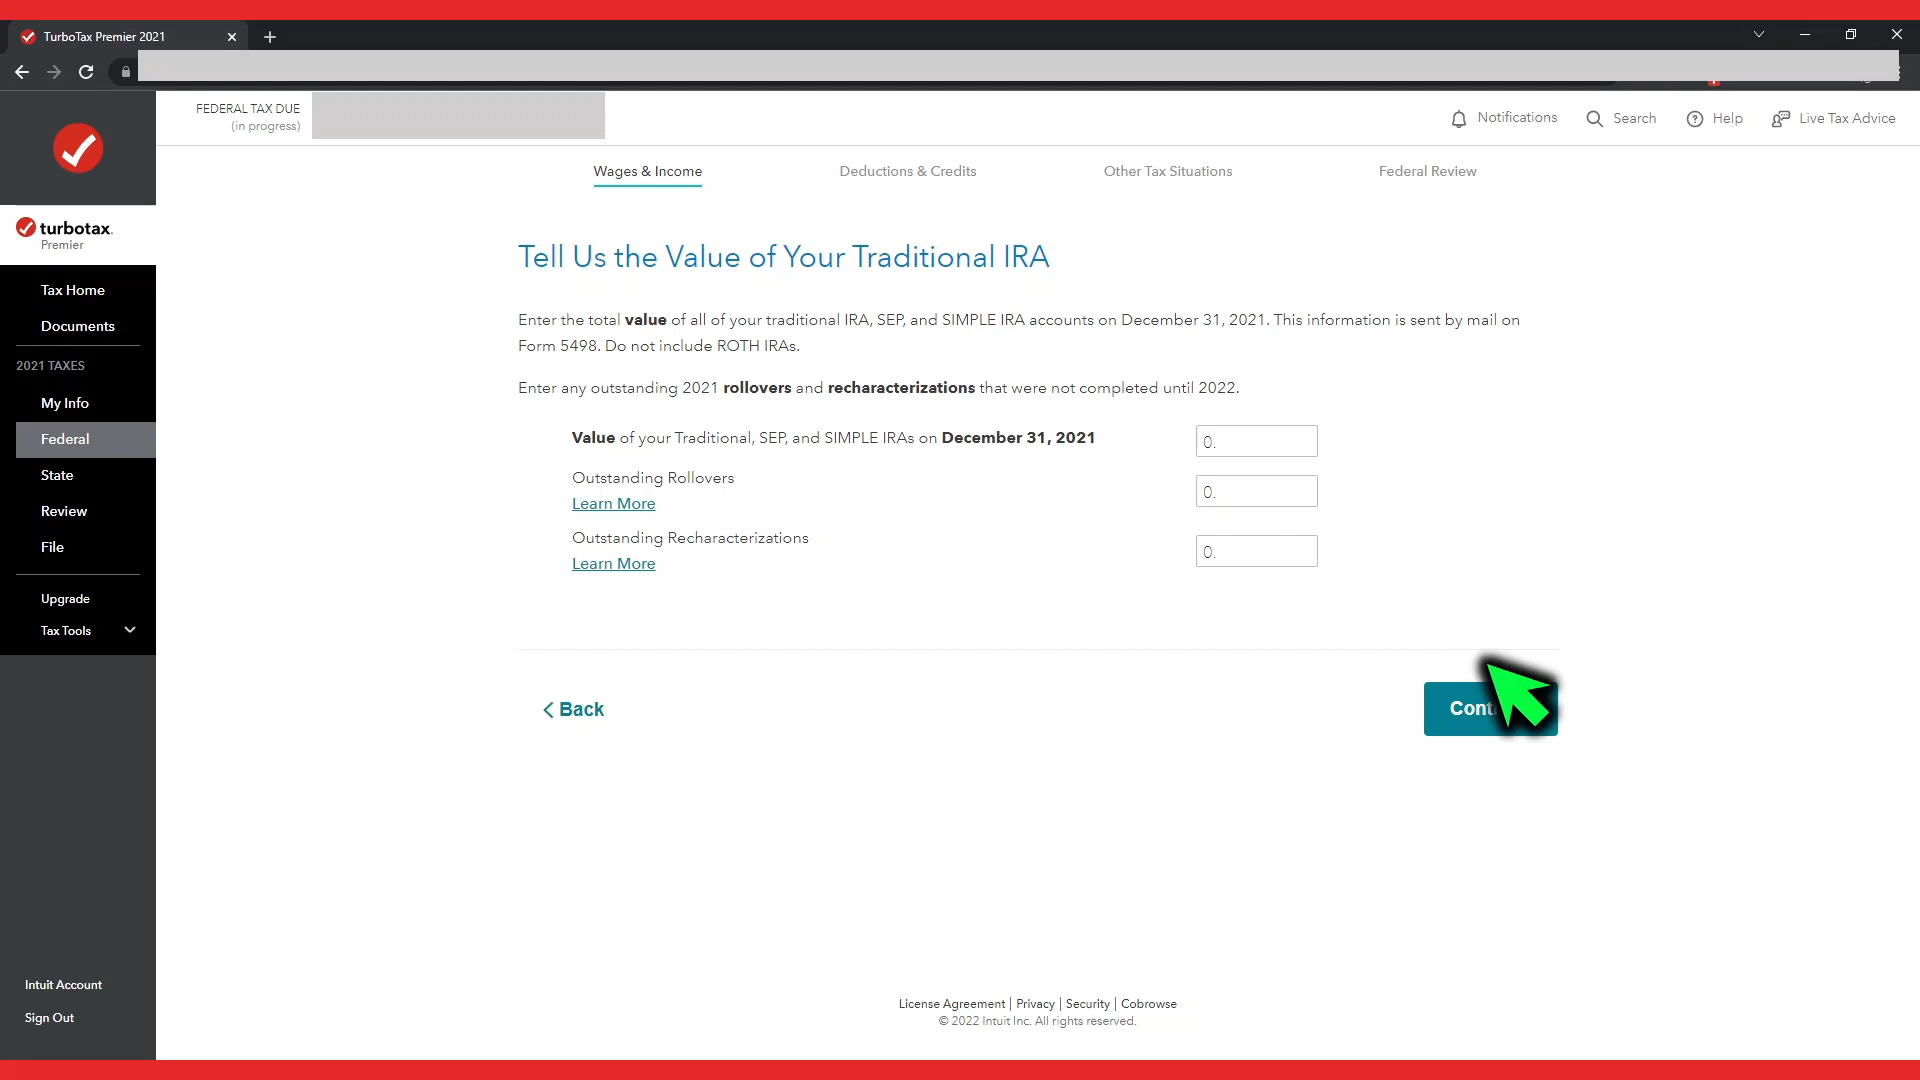 TurboTax Premier 2021
FEDERAL TAX DUE
(in progress)
Notifications
Search
Help
Live Tax Advice
Wages & Income
Deductions & Credits
Other Tax Situations
Federal Review
turbotax.
Premier
Tax Home
Documents
2021 TAXES
My Info
Federal
State
Review
File
Upgrade
Tax Tools
Intuit Account
Sign Out
Tell Us the Value of Your Traditional IRA
Enter the total value of all of your traditional IRA, SEP, and SIMPLE IRA accounts on December 31, 2021. This information is sent by mail on
Form 5498. Do not include ROTH IRAs.
Enter any outstanding 2021 rollovers and recharacterizations that were not completed until 2022.
Value of your Traditional, SEP, and SIMPLE IRAs on December 31, 2021
0.
Outstanding Rollovers
0.
Learn More
Outstanding Recharacterizations
0.
Learn More
Back
License Agreement | Privacy | Security | Cobrowse
© 2022 Intuit Inc. All rights reserved.